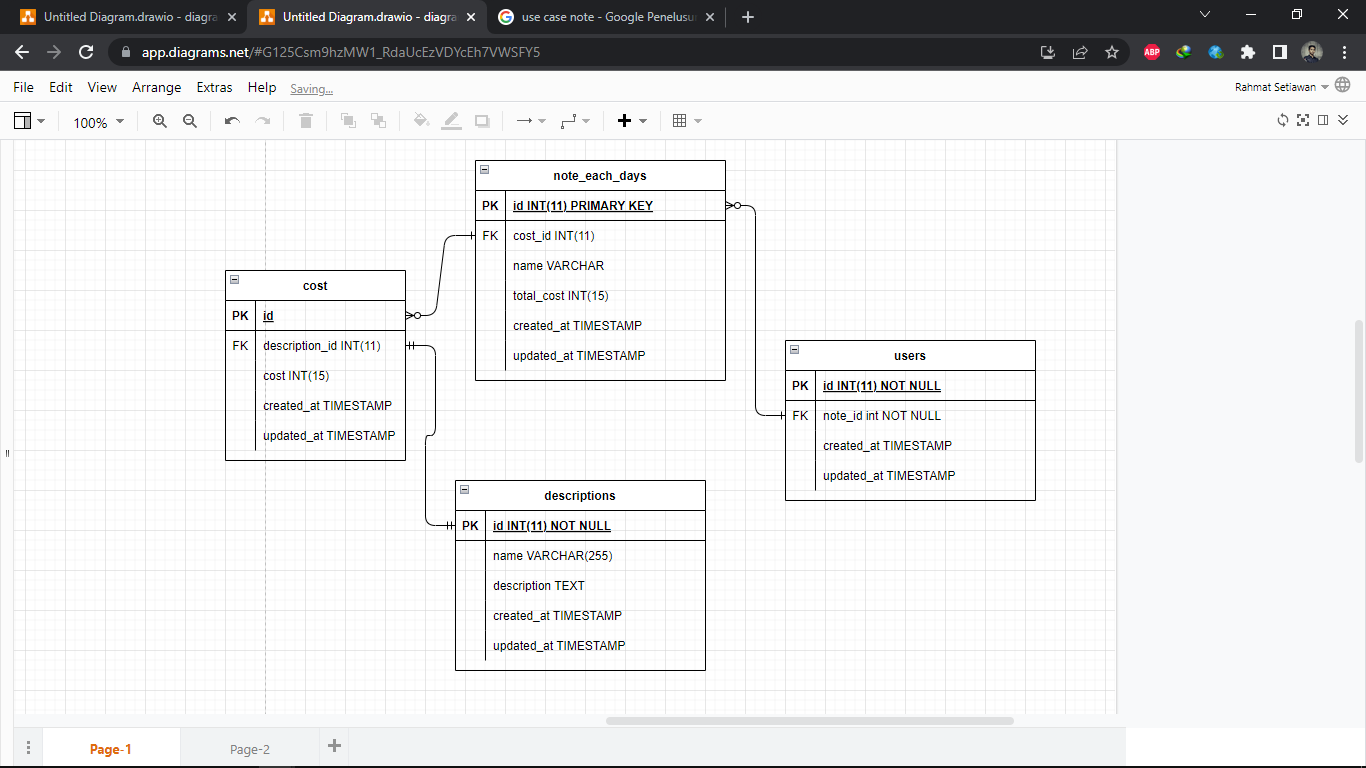 Untitled Diagram.drawio - diagra
Untitled Diagram.drawio - diagra
use case note - Google Penelusu
app.diagrams.net/#G125Csm9hzMW1_RdaUcEzVDYcEh7VWSFY5
ABP
File Edit View Arrange Extras Help Saving...
Rahmat Setiawan
100%
note_each_days
PK id INT(11) PRIMARY KEY
FK cost_id INT(11)
name VARCHAR
total_cost INT(15)
created_at TIMESTAMP
updated_at TIMESTAMP
cost
PK id
FK description_id INT(11)
cost INT(15)
created_at TIMESTAMP
updated_at TIMESTAMP
users
PK id INT(11) NOT NULL
FK note_id int NOT NULL
created_at TIMESTAMP
updated_at TIMESTAMP
descriptions
PK id INT(11) NOT NULL
name VARCHAR(255)
description TEXT
created_at TIMESTAMP
updated_at TIMESTAMP
Page-1
Page-2